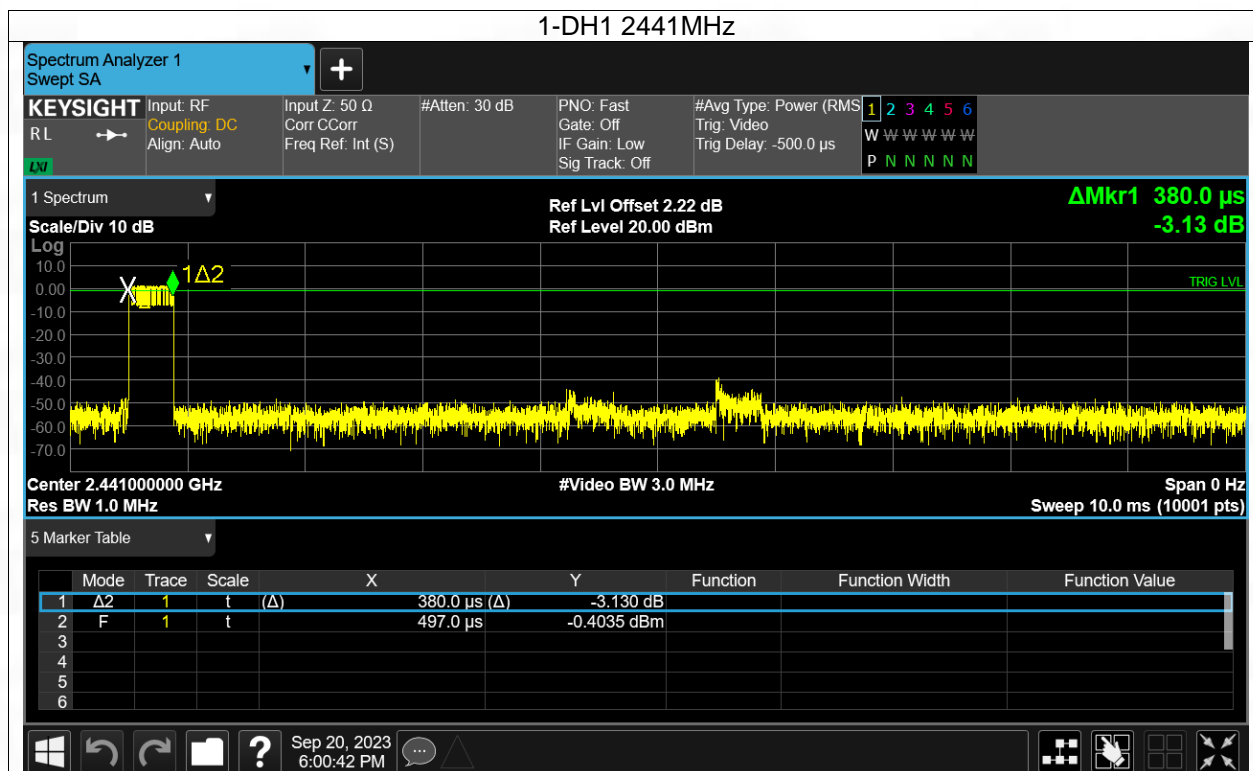 1-DH1 2441MHz
Spectrum Analyzer 1
Swept SA
+
KEYSIGHT Input: RF Input Z: 50 Ω #Atten: 30 dB PNO: Fast #Avg Type: Power (RMS 1 2 3 4 5 6
R L Coupling: DC Corr CCorr Gate: Off Trig: Video W W W W W W
Align: Auto Freq Ref: Int (S) IF Gain: Low Trig Delay: -500.0 µs
LXI Sig Track: Off P N N N N N
1 Spectrum Ref Lvl Offset 2.22 dB ΔMkr1 380.0 µs
Scale/Div 10 dB Ref Level 20.00 dBm -3.13 dB
Log
10.0 1Δ2
0.00 X TRIG LVL
-10.0
-20.0
-30.0
-40.0
-50.0
-60.0
-70.0
Center 2.441000000 GHz #Video BW 3.0 MHz Span 0 Hz
Res BW 1.0 MHz Sweep 10.0 ms (10001 pts)
5 Marker Table
Mode Trace Scale X Y Function Function Width Function Value
1 Δ2 1 t (Δ) 380.0 µs (Δ) -3.130 dB
2 F 1 t 497.0 µs -0.4035 dBm
3
4
5
6
? Sep 20, 2023
6:00:42 PM